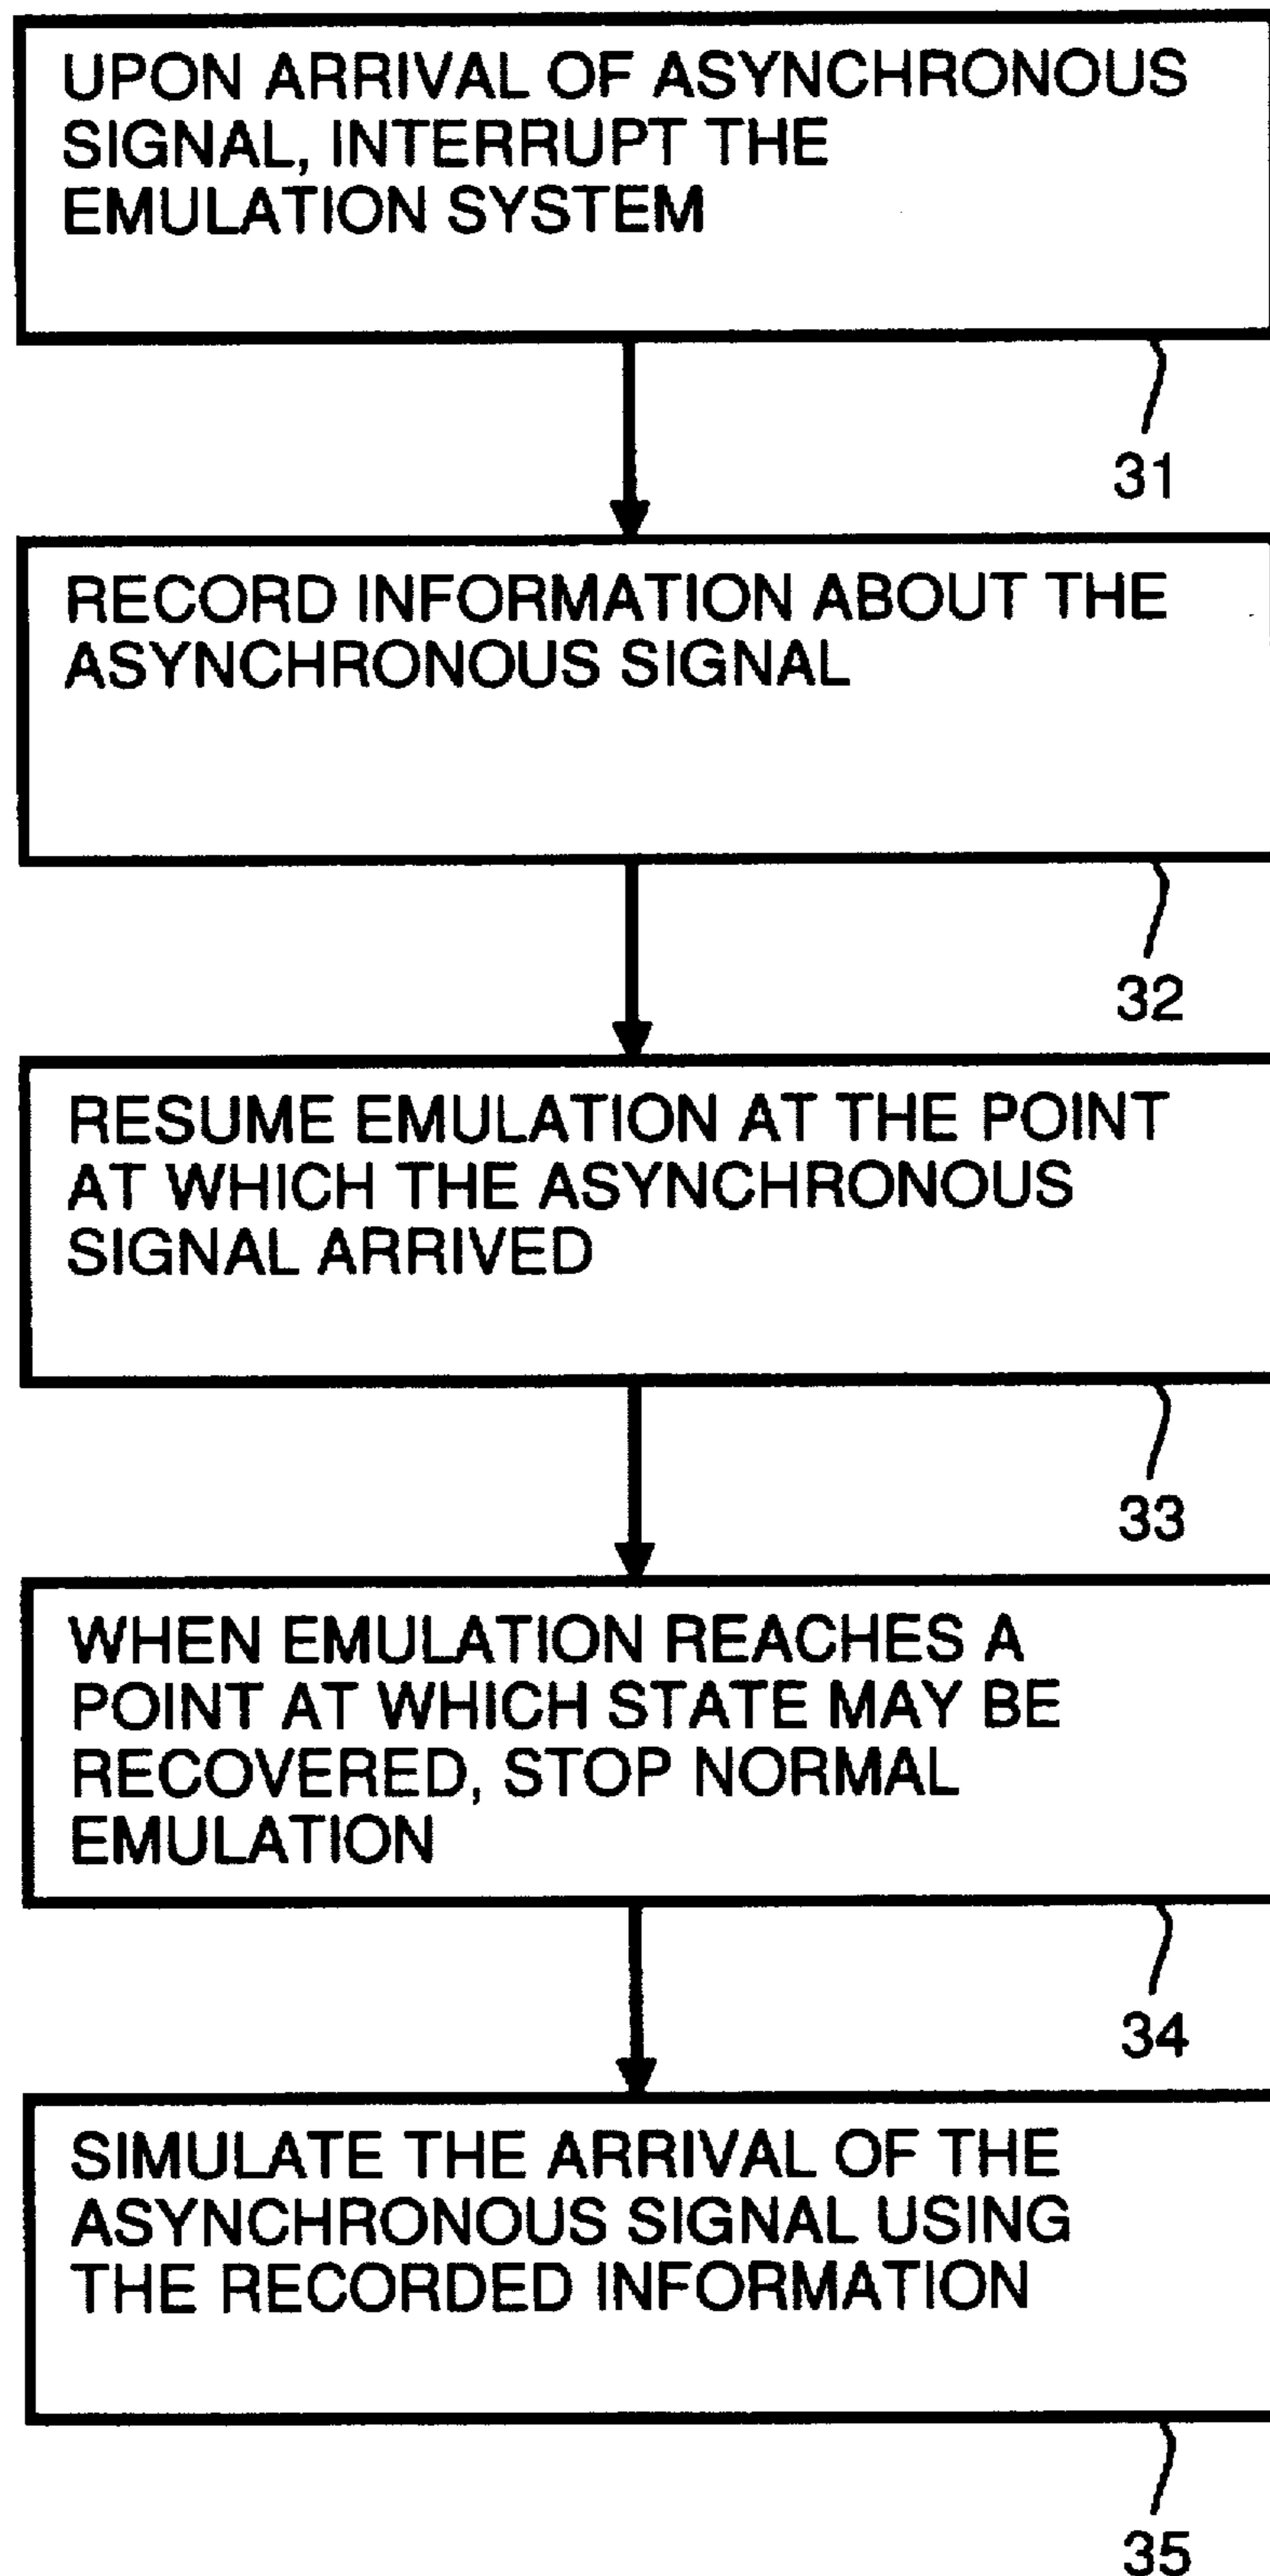 UPON ARRIVAL OF ASYNCHRONOUS
SIGNAL, INTERRUPT THE
EMULATION SYSTEM
31
RECORD INFORMATION ABOUT THE
ASYNCHRONOUS SIGNAL
32
RESUME EMULATION AT THE POINT
AT WHICH THE ASYNCHRONOUS
SIGNAL ARRIVED
33
WHEN EMULATION REACHES A
POINT AT WHICH STATE MAY BE
RECOVERED, STOP NORMAL
EMULATION
34
SIMULATE THE ARRIVAL OF THE
ASYNCHRONOUS SIGNAL USING
THE RECORDED INFORMATION
35